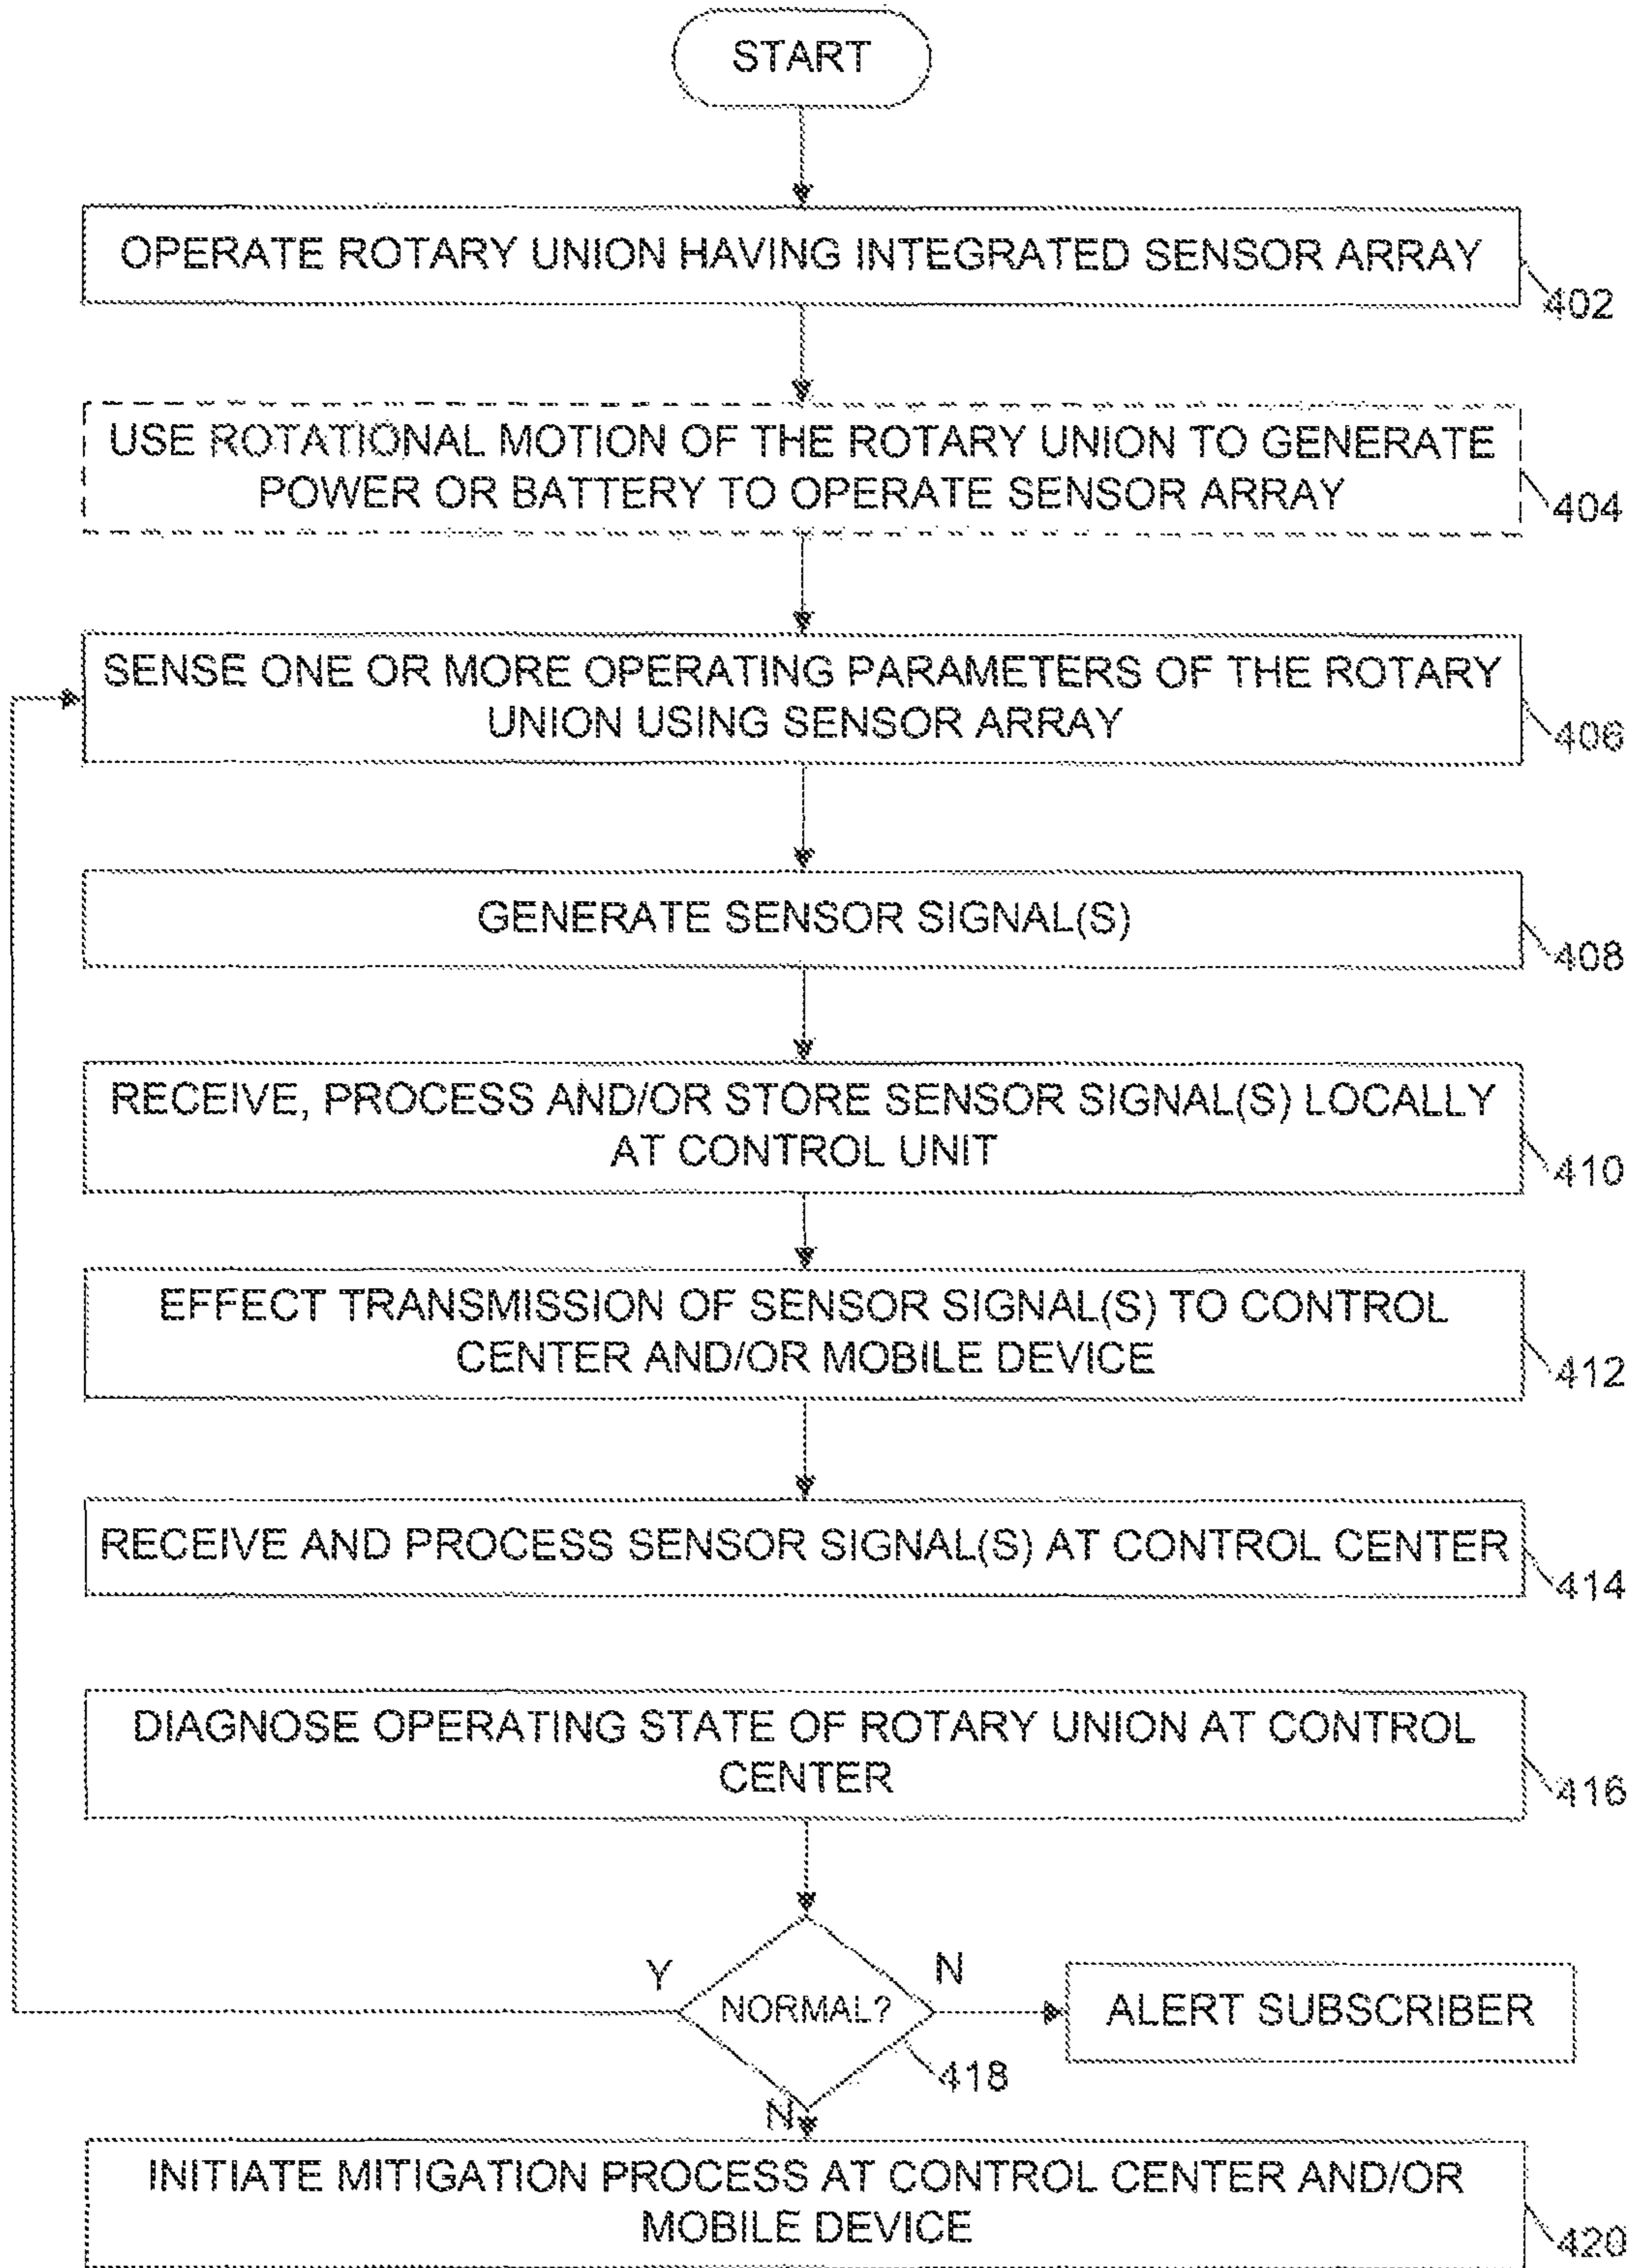 START
OPERATE ROTARY UNION HAVING INTEGRATED SENSOR ARRAY
402
USE ROTATIONAL MOTION OF THE ROTARY UNION TO GENERATE
POWER OR BATTERY TO OPERATE SENSOR ARRAY
404
SENSE ONE OR MORE OPERATING PARAMETERS OF THE ROTARY
UNION USING SENSOR ARRAY
406
GENERATE SENSOR SIGNAL(S)
408
RECEIVE, PROCESS AND/OR STORE SENSOR SIGNAL(S) LOCALLY
AT CONTROL UNIT
410
EFFECT TRANSMISSION OF SENSOR SIGNAL(S) TO CONTROL
CENTER AND/OR MOBILE DEVICE
412
RECEIVE AND PROCESS SENSOR SIGNAL(S) AT CONTROL CENTER
414
DIAGNOSE OPERATING STATE OF ROTARY UNION AT CONTROL
CENTER
416
Y
N
NORMAL?
ALERT SUBSCRIBER
418
N
INITIATE MITIGATION PROCESS AT CONTROL CENTER AND/OR
MOBILE DEVICE
420